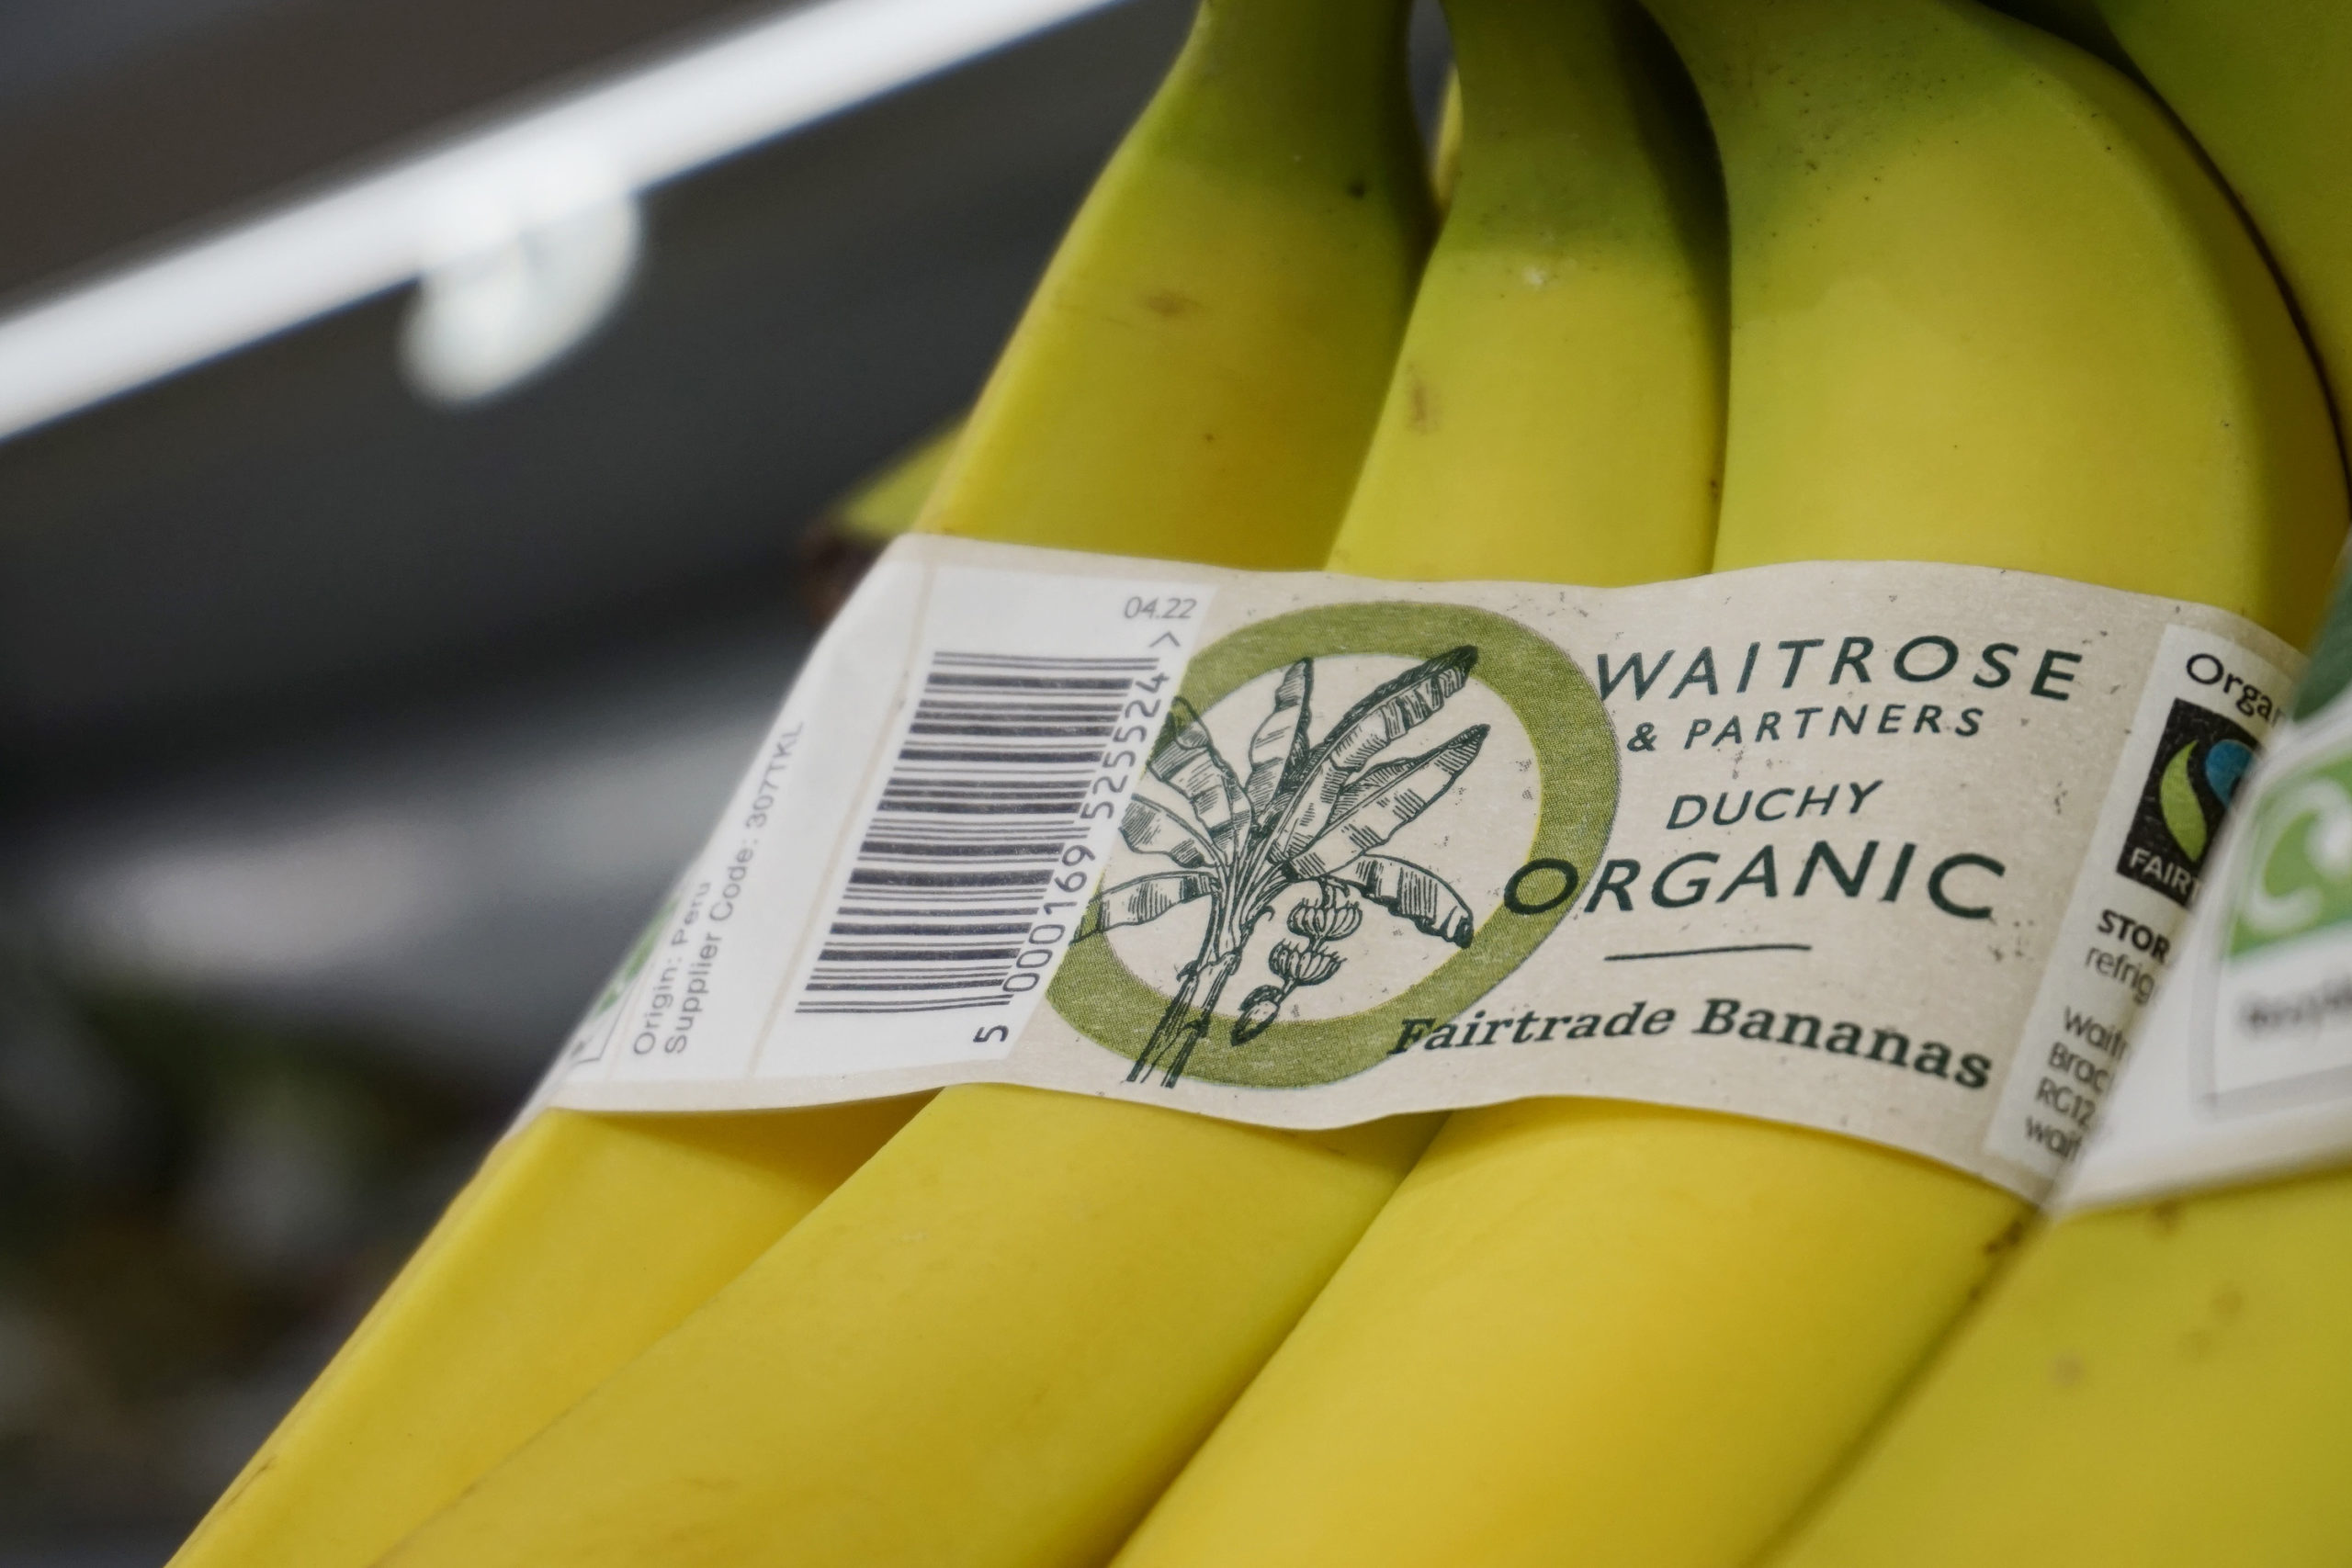 Origin: Peru
Supplier Code: 307TKL
04.22
5 000169 525524 >
WAITROSE
& PARTNERS
DUCHY
ORGANIC
Fairtrade Bananas